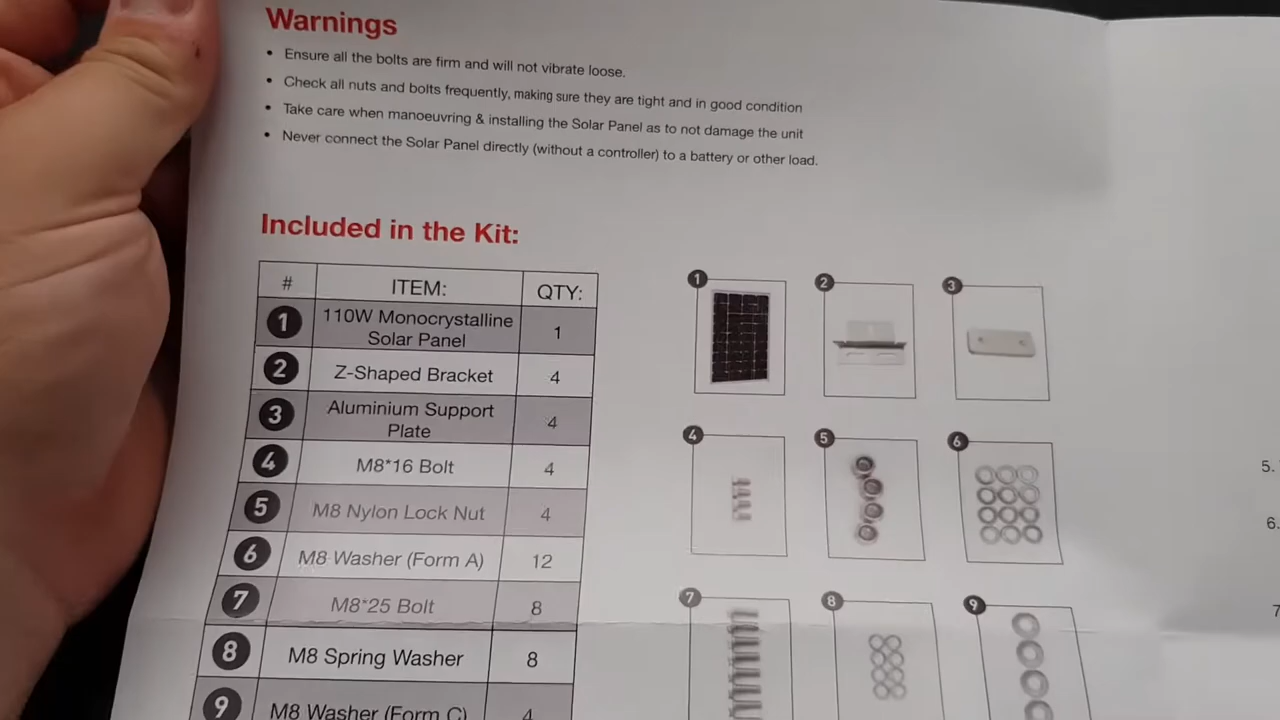 Warnings
• Ensure all the bolts are firm and will not vibrate loose.
• Check all nuts and bolts frequently, making sure they are tight and in good condition
• Take care when manoeuvring & installing the Solar Panel as to not damage the unit
• Never connect the Solar Panel directly (without a controller) to a battery or other load.
Included in the Kit:
# ITEM: QTY:
1 110W Monocrystalline
Solar Panel 1
2 Z-Shaped Bracket 4
3 Aluminium Support
Plate 4
4 M8*16 Bolt 4
5 M8 Nylon Lock Nut 4
6 M8 Washer (Form A) 12
7 M8*25 Bolt 8
8 M8 Spring Washer 8
9 M8 Washer (Form C) 4
1 2 3
4 5 6
7 8 9
5.
6.
7